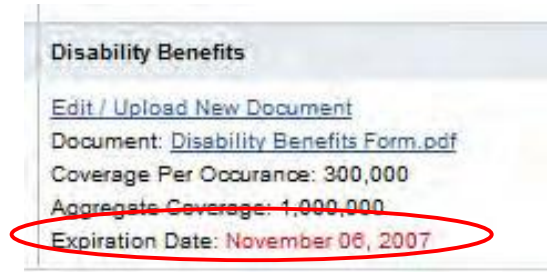 Disability Benefits
Edit / Upload New Document
Document: Disability Benefits Form.pdf
Coverage Per Occurance: 300,000
Aggregate Coverage: 1,000,000
Expiration Date: November 06, 2007